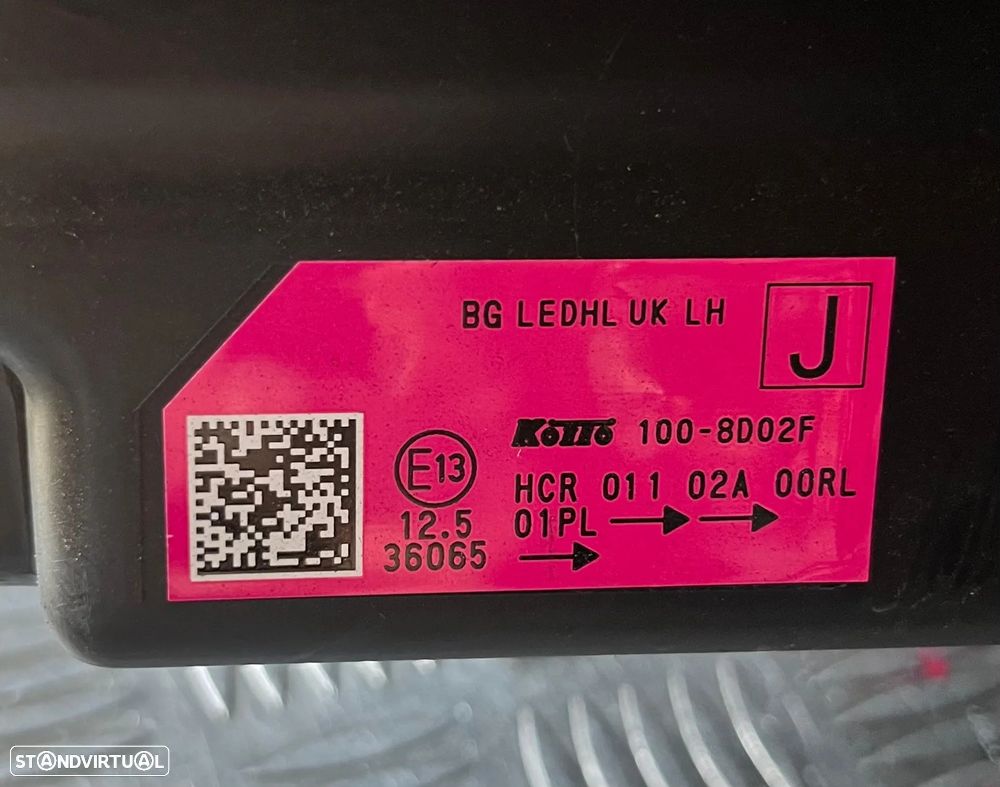 BG LEDHL UK LH
J
KOITO 100-8D02F
E13
HCR 011 02A 00RL
12.5
01PL
36065
STANDVIRTUAL